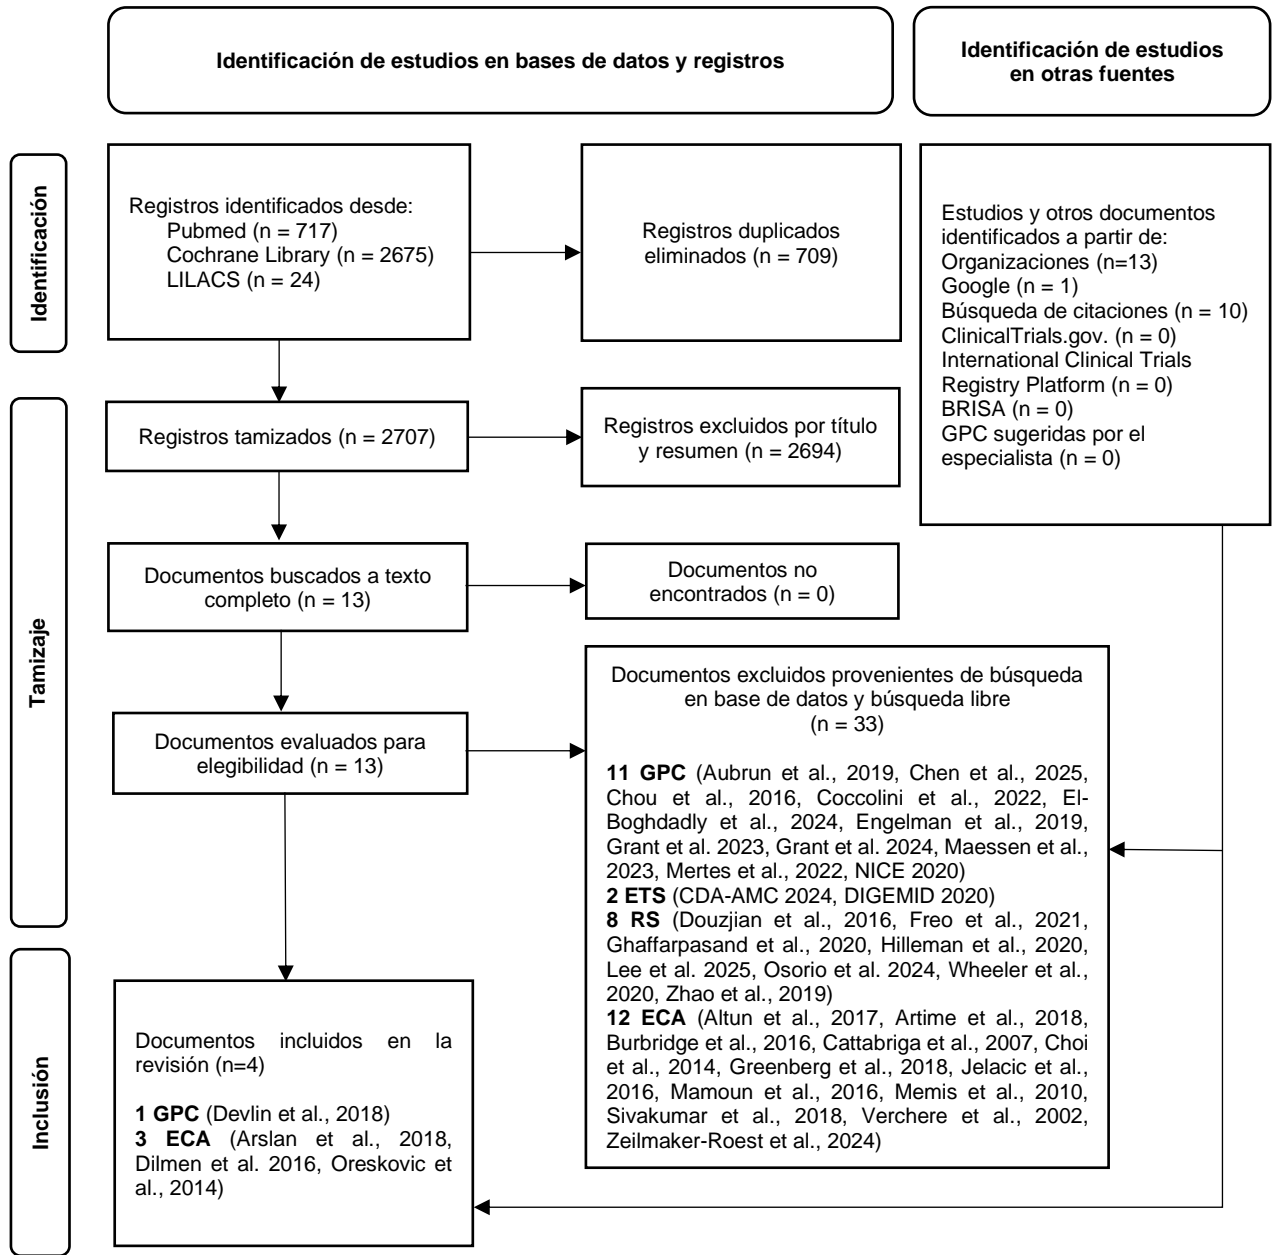 Identificación de estudios en bases de datos y registros
Identificación de estudios
en otras fuentes
Identificación
Registros identificados desde:
Pubmed (n = 717)
Cochrane Library (n = 2675)
LILACS (n = 24)
Registros duplicados
eliminados (n = 709)
Estudios y otros documentos
identificados a partir de:
Organizaciones (n=13)
Google (n = 1)
Búsqueda de citaciones (n = 10)
ClinicalTrials.gov. (n = 0)
International Clinical Trials
Registry Platform (n = 0)
BRISA (n = 0)
GPC sugeridas por el
especialista (n = 0)
Tamizaje
Registros tamizados (n = 2707)
Registros excluidos por título
y resumen (n = 2694)
Documentos buscados a texto
completo (n = 13)
Documentos no
encontrados (n = 0)
Documentos evaluados para
elegibilidad (n = 13)
Documentos excluidos provenientes de búsqueda
en base de datos y búsqueda libre
(n = 33)
11 GPC (Aubrun et al., 2019, Chen et al., 2025,
Chou et al., 2016, Coccolini et al., 2022, El-
Boghdadly et al., 2024, Engelman et al., 2019,
Grant et al. 2023, Grant et al. 2024, Maessen et al.,
2023, Mertes et al., 2022, NICE 2020)
2 ETS (CDA-AMC 2024, DIGEMID 2020)
8 RS (Douzjian et al., 2016, Freo et al., 2021,
Ghaffarpasand et al., 2020, Hilleman et al., 2020,
Lee et al. 2025, Osorio et al. 2024, Wheeler et al.,
2020, Zhao et al., 2019)
12 ECA (Altun et al., 2017, Artime et al., 2018,
Burbridge et al., 2016, Cattabriga et al., 2007, Choi
et al., 2014, Greenberg et al., 2018, Jelacic et al.,
2016, Mamoun et al., 2016, Memis et al., 2010,
Sivakumar et al., 2018, Verchere et al., 2002,
Zeilmaker-Roest et al., 2024)
Inclusión
Documentos incluidos en la
revisión (n=4)
1 GPC (Devlin et al., 2018)
3 ECA (Arslan et al., 2018,
Dilmen et al. 2016, Oreskovic et
al., 2014)